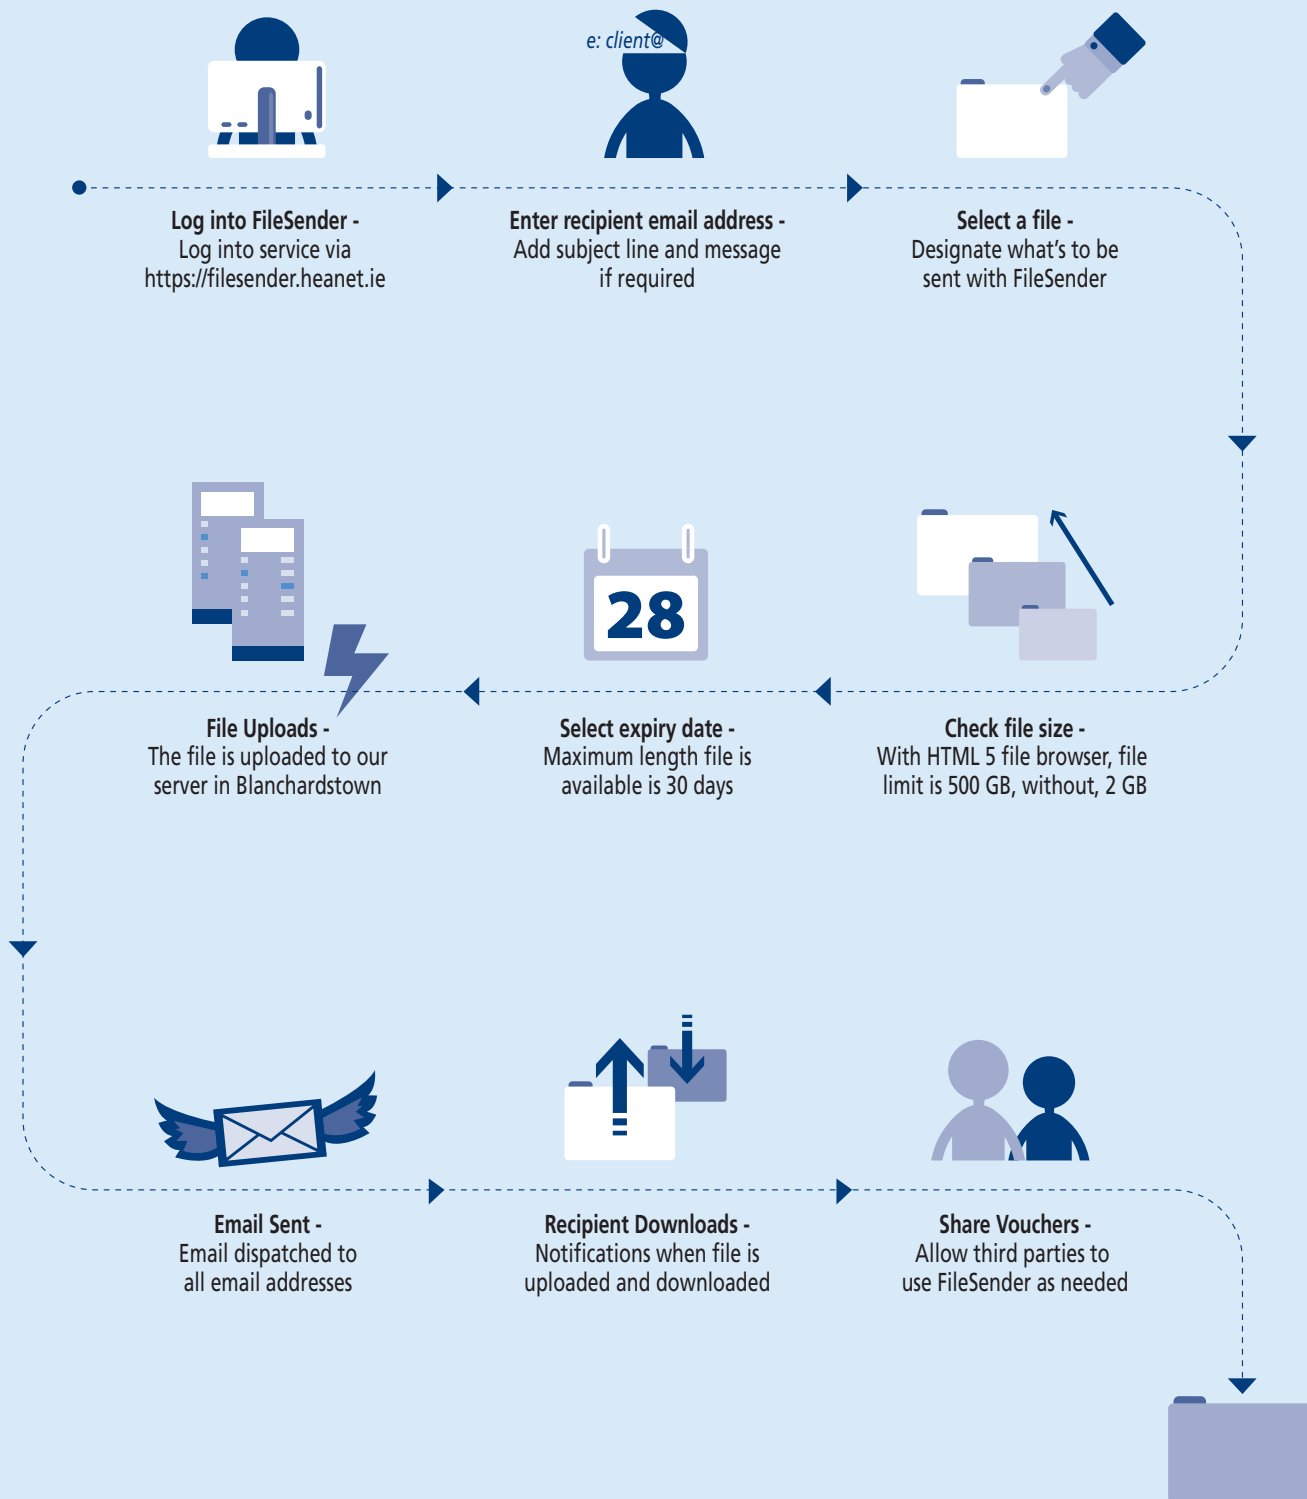 e: client@
Log into FileSender -
Log into service via
https://filesender.heanet.ie
Enter recipient email address -
Add subject line and message
if required
Select a file -
Designate what's to be
sent with FileSender
Check file size -
With HTML 5 file browser, file
limit is 500 GB, without, 2 GB
28
Select expiry date -
Maximum length file is
available is 30 days
File Uploads -
The file is uploaded to our
server in Blanchardstown
Email Sent -
Email dispatched to
all email addresses
Recipient Downloads -
Notifications when file is
uploaded and downloaded
Share Vouchers -
Allow third parties to
use FileSender as needed